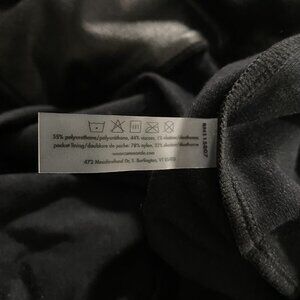 55% polyurethane/polyuréthane, 44% viscose, 1% elastane/élasthanne
pocket lining/doublure de poche: 78% nylon, 22% elastane/élasthanne
472 Meadowland Dr, S. Burlington, VT 05403